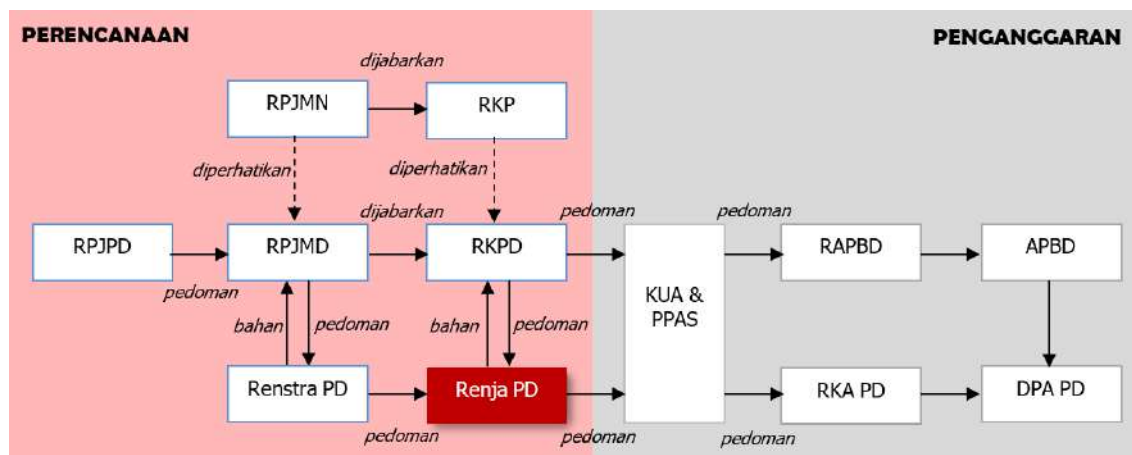 PERENCANAAN
PENGANGGARAN
dijabarkan
RPJMN
RKP
diperhatikan
diperhatikan
dijabarkan
pedoman
pedoman
RPJPD
RPJMD
RKPD
RAPBD
APBD
pedoman
KUA &
PPAS
bahan
pedoman
bahan
pedoman
Renstra PD
Renja PD
RKA PD
DPA PD
pedoman
pedoman
pedoman